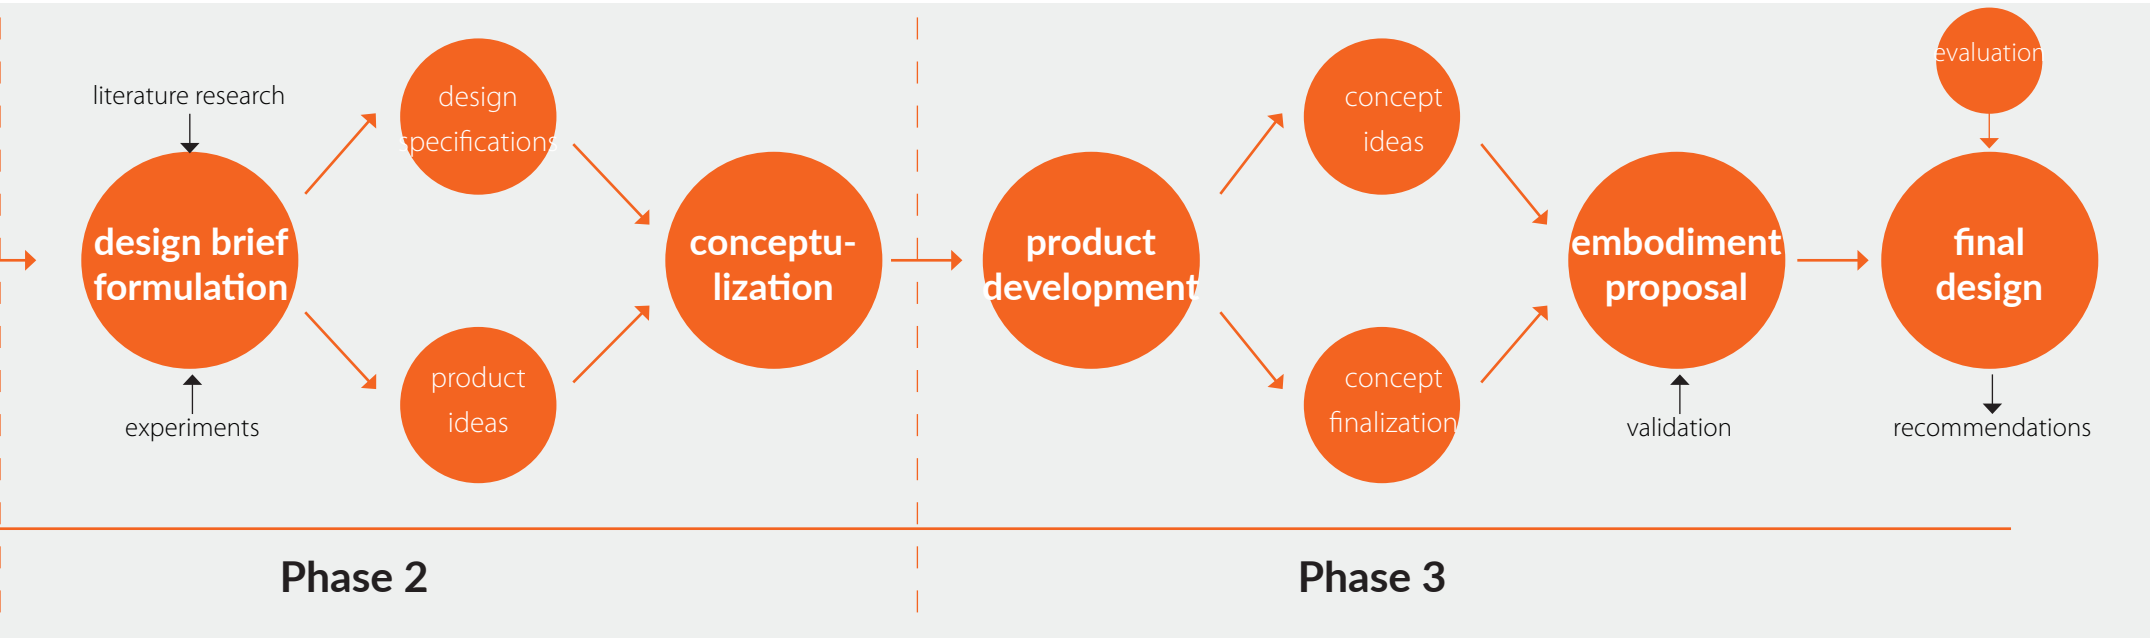 literature research
design brief
formulation
experiments
design
specifications
product
ideas
conceptu-
lization
product
development
concept
ideas
concept
finalization
embodiment
proposal
validation
evaluation
final
design
recommendations
Phase 2
Phase 3